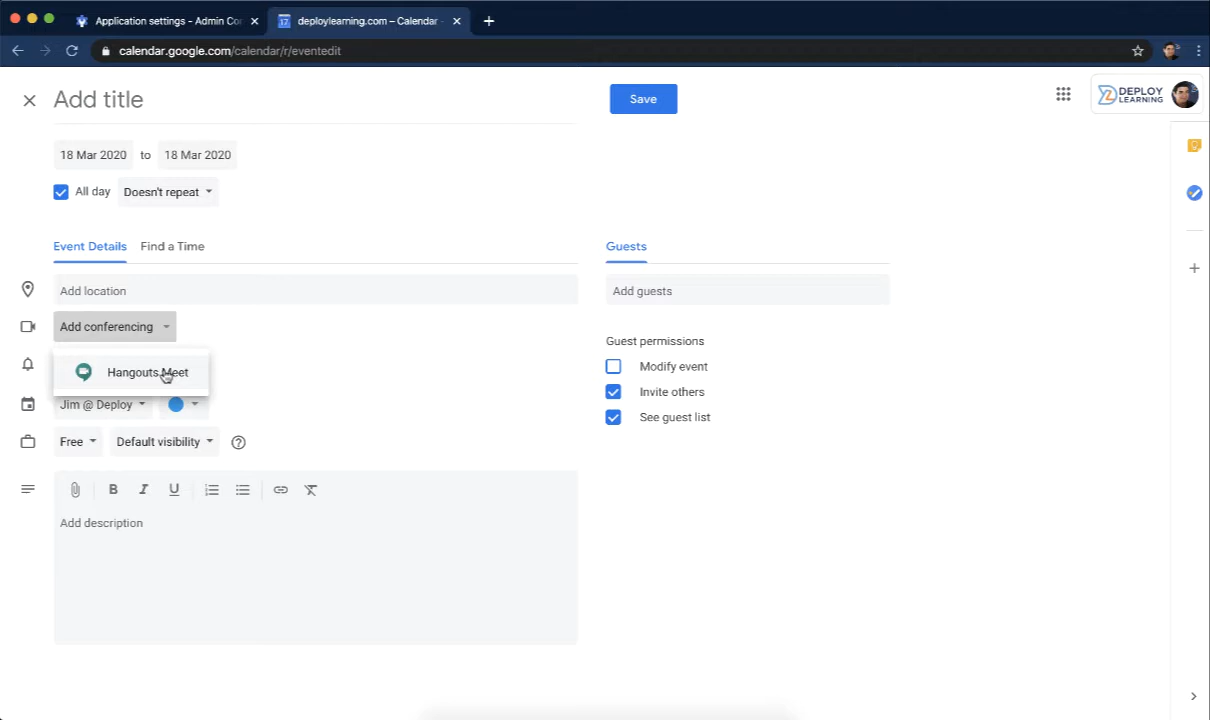 Application settings - Admin Co
deploylearning.com – Calendar -
calendar.google.com/calendar/r/eventedit
Add title
Save
DEPLOY
LEARNING
18 Mar 2020 to 18 Mar 2020
All day Doesn't repeat
Event Details Find a Time
Guests
Add location
Add guests
Add conferencing
Guest permissions
Hangouts Meet
Modify event
Invite others
Jim @ Deploy
See guest list
Free Default visibility
B I U
Add description